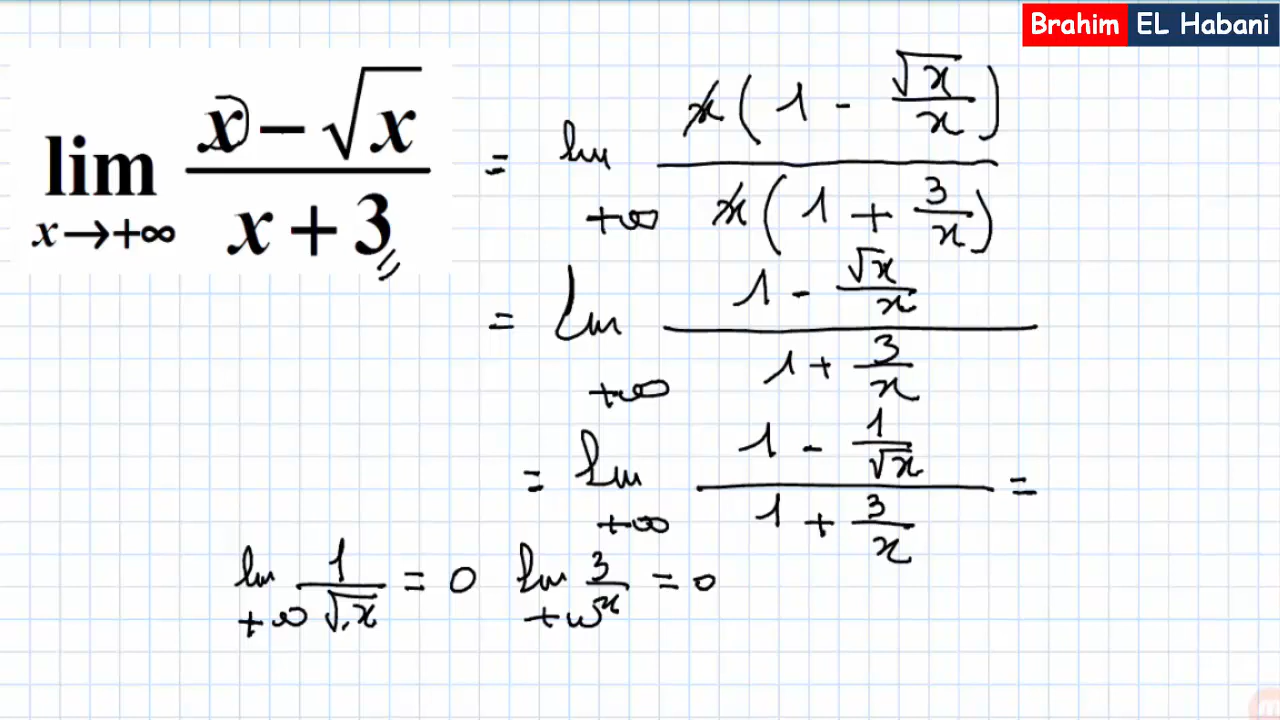 Brahim EL Habani
lim x→+∞ (x − √x)/(x + 3) = lim +∞ x(1 − √x/x)/x(1 + 3/x)
= lim +∞ (1 − √x/x)/(1 + 3/x)
= lim +∞ (1 − 1/√x)/(1 + 3/x) =
lim +∞ 1/√x = 0 lim +∞ 3/x = 0